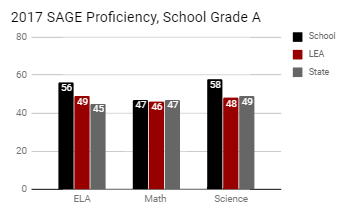 2017 SAGE Proficiency, School Grade A
80
60
40
20
0
56
49
45
47
46
47
58
48
49
ELA
Math
Science
School
LEA
State